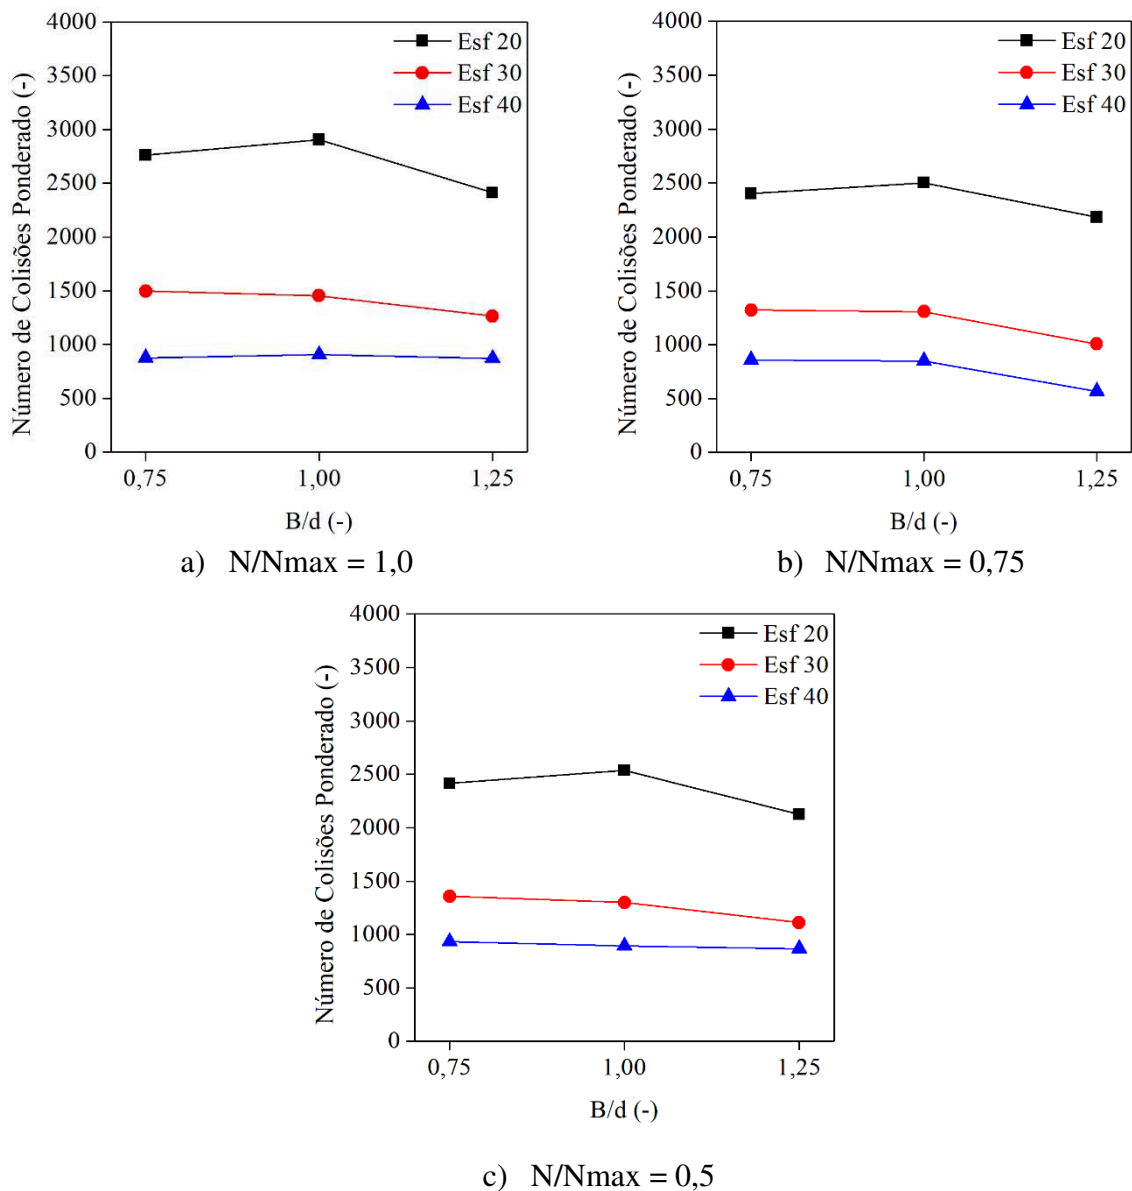 4000
3500
3000
2500
2000
1500
1000
500
0
Número de Colisões Ponderado (-)
Esf 20
Esf 30
Esf 40
0,75 1,00 1,25
B/d (-)
a) N/Nmax = 1,0
4000
3500
3000
2500
2000
1500
1000
500
0
Número de Colisões Ponderado (-)
Esf 20
Esf 30
Esf 40
0,75 1,00 1,25
B/d (-)
b) N/Nmax = 0,75
4000
3500
3000
2500
2000
1500
1000
500
0
Número de Colisões Ponderado (-)
Esf 20
Esf 30
Esf 40
0,75 1,00 1,25
B/d (-)
c) N/Nmax = 0,5